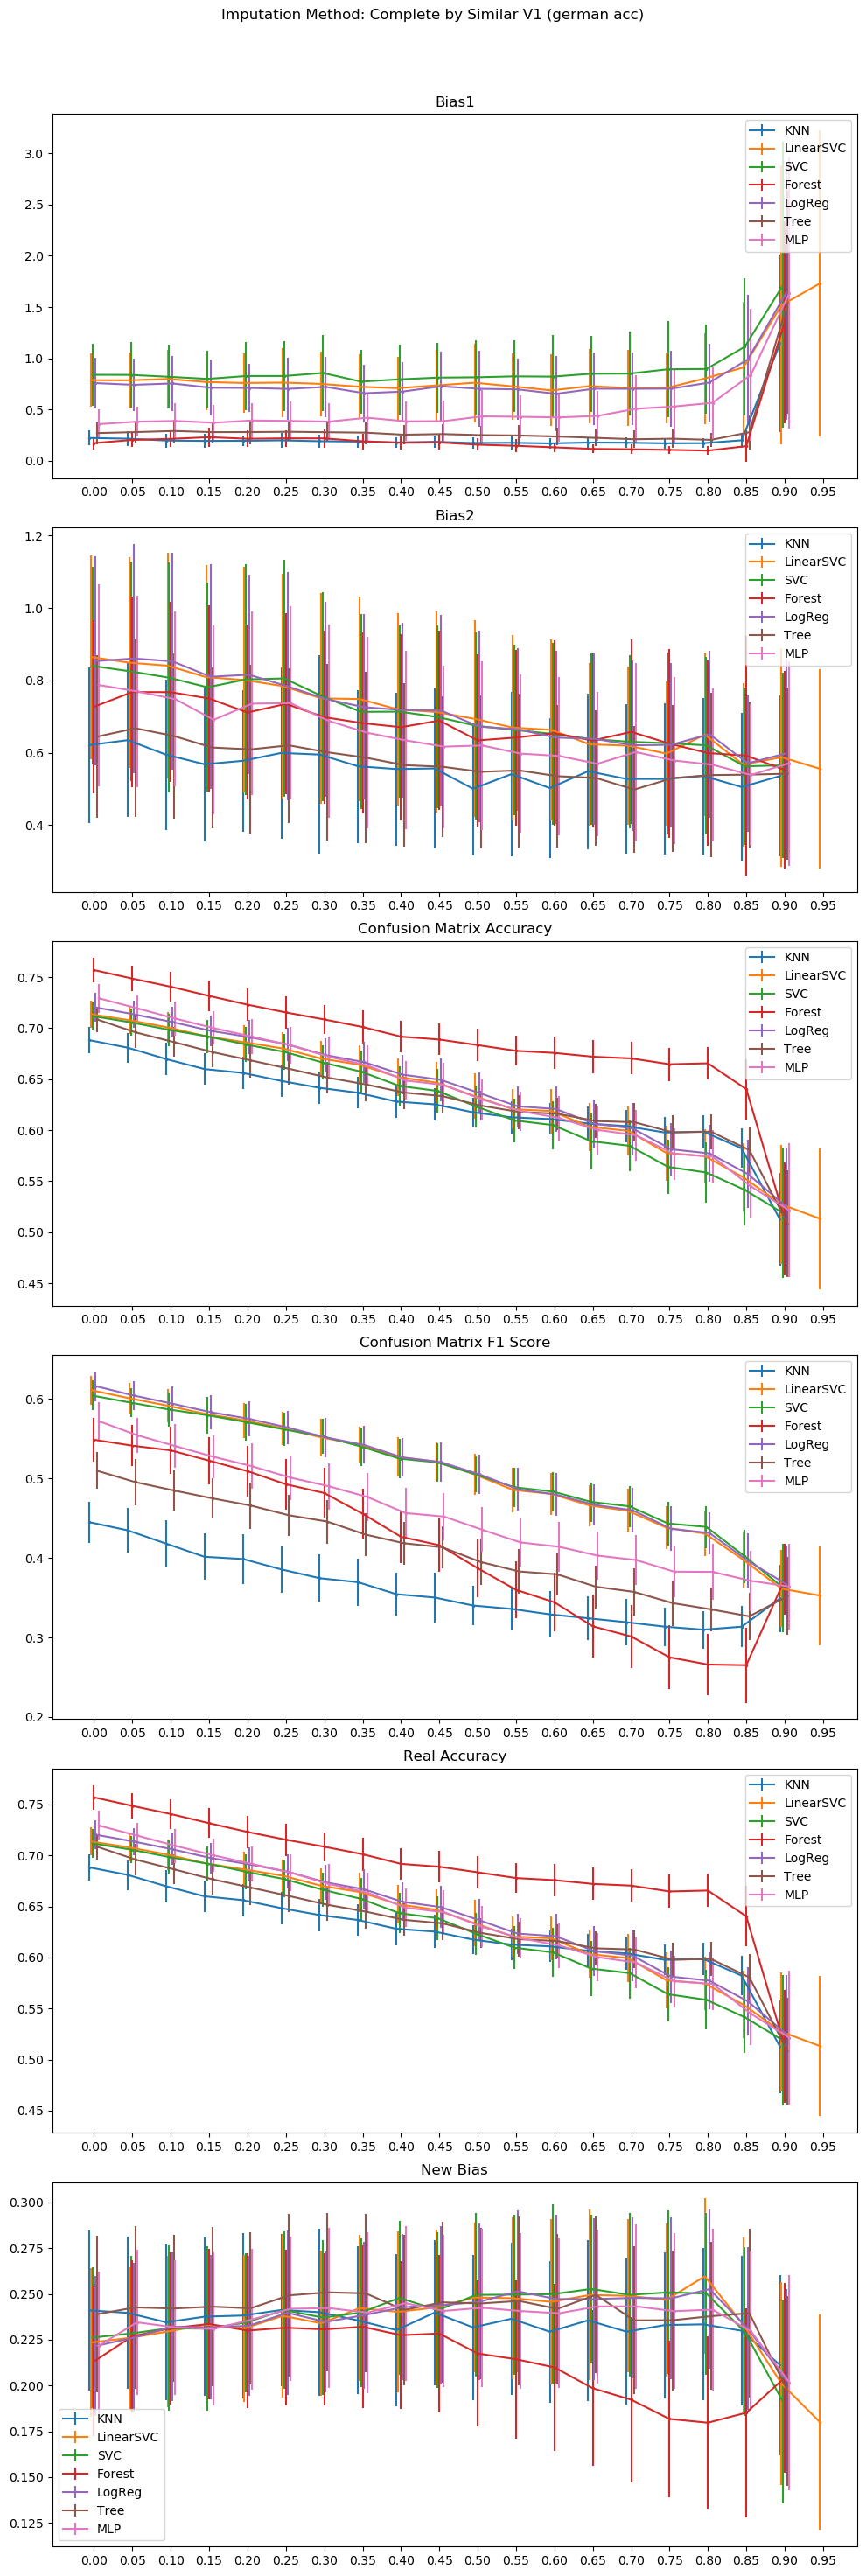 Imputation Method: Complete by Similar V1 (german acc)
Bias1
3.0
2.5
2.0
1.5
1.0
0.5
0.0
KNN
LinearSVC
SVC
Forest
LogReg
Tree
MLP
0.00 0.05 0.10 0.15 0.20 0.25 0.30 0.35 0.40 0.45 0.50 0.55 0.60 0.65 0.70 0.75 0.80 0.85 0.90 0.95
Bias2
1.2
1.0
0.8
0.6
0.4
KNN
LinearSVC
SVC
Forest
LogReg
Tree
MLP
0.00 0.05 0.10 0.15 0.20 0.25 0.30 0.35 0.40 0.45 0.50 0.55 0.60 0.65 0.70 0.75 0.80 0.85 0.90 0.95
Confusion Matrix Accuracy
0.75
0.70
0.65
0.60
0.55
0.50
0.45
KNN
LinearSVC
SVC
Forest
LogReg
Tree
MLP
0.00 0.05 0.10 0.15 0.20 0.25 0.30 0.35 0.40 0.45 0.50 0.55 0.60 0.65 0.70 0.75 0.80 0.85 0.90 0.95
Confusion Matrix F1 Score
0.6
0.5
0.4
0.3
0.2
KNN
LinearSVC
SVC
Forest
LogReg
Tree
MLP
0.00 0.05 0.10 0.15 0.20 0.25 0.30 0.35 0.40 0.45 0.50 0.55 0.60 0.65 0.70 0.75 0.80 0.85 0.90 0.95
Real Accuracy
0.75
0.70
0.65
0.60
0.55
0.50
0.45
KNN
LinearSVC
SVC
Forest
LogReg
Tree
MLP
0.00 0.05 0.10 0.15 0.20 0.25 0.30 0.35 0.40 0.45 0.50 0.55 0.60 0.65 0.70 0.75 0.80 0.85 0.90 0.95
New Bias
0.300
0.275
0.250
0.225
0.200
0.175
0.150
0.125
KNN
LinearSVC
SVC
Forest
LogReg
Tree
MLP
0.00 0.05 0.10 0.15 0.20 0.25 0.30 0.35 0.40 0.45 0.50 0.55 0.60 0.65 0.70 0.75 0.80 0.85 0.90 0.95